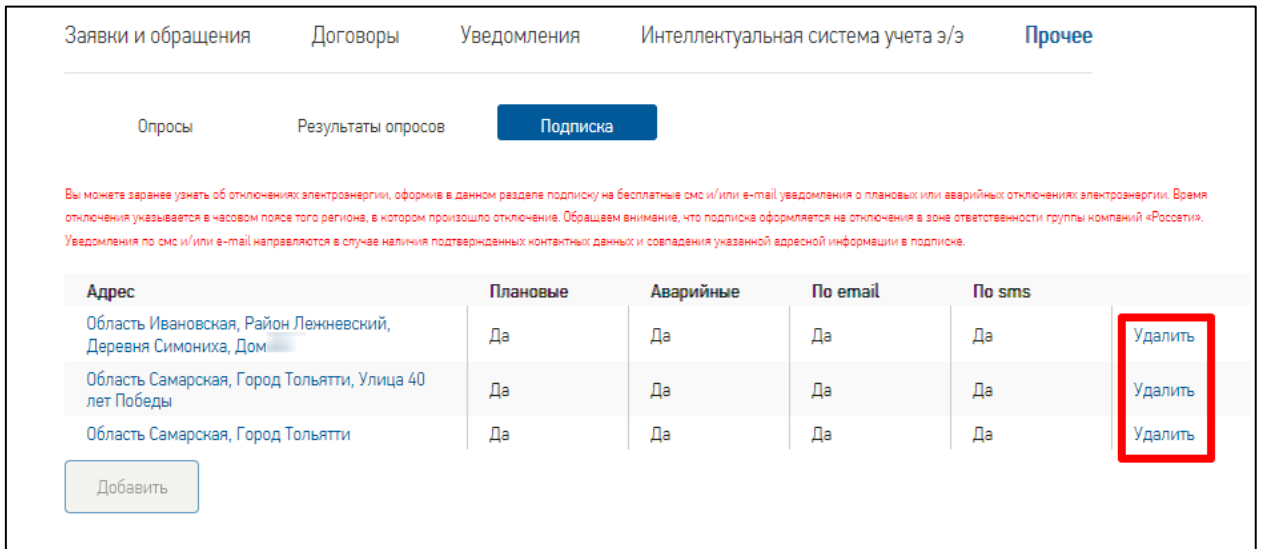 Заявки и обращения Договоры Уведомления Интеллектуальная система учета э/э Прочее
Опросы Результаты опросов Подписка
Вы можете заранее узнать об отключениях электроэнергии, оформив в данном разделе подписку на бесплатные смс и/или e-mail уведомления о плановых или аварийных отключениях электроэнергии. Время
отключения указывается в часовом поясе того региона, в котором произошло отключение. Обращаем внимание, что подписка оформляется на отключения в зоне ответственности группы компаний «Россети».
Уведомления по смс и/или e-mail направляются в случае наличия подтвержденных контактных данных и совпадения указанной адресной информации в подписке.
Адрес Плановые Аварийные По email По sms
Область Ивановская, Район Лежневский,
Деревня Симониха, Дом Да Да Да Да Удалить
Область Самарская, Город Тольятти, Улица 40
лет Победы Да Да Да Да Удалить
Область Самарская, Город Тольятти Да Да Да Да Удалить
Добавить